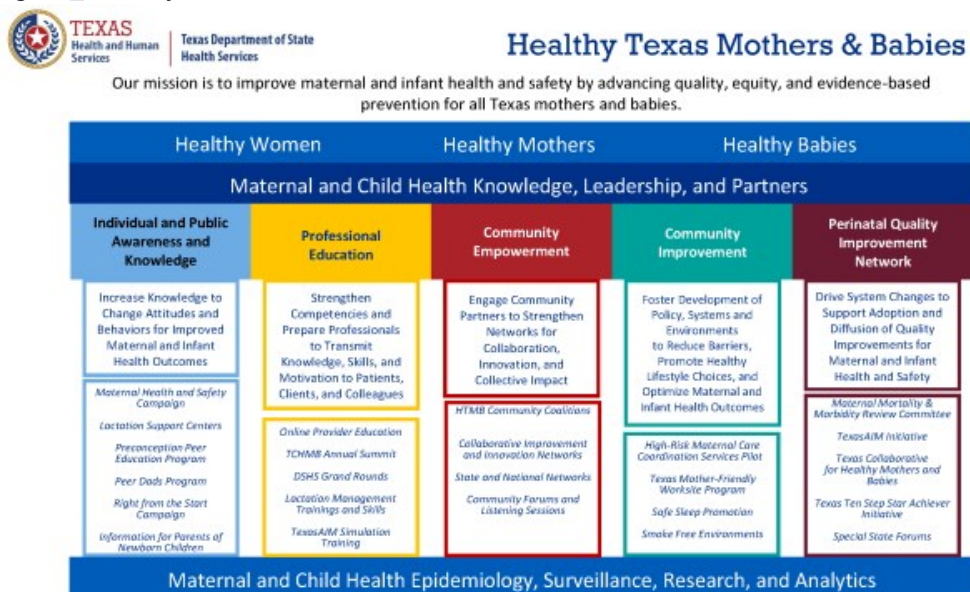 TEXAS
Health and Human
Services
Texas Department of State
Health Services
Healthy Texas Mothers & Babies
Our mission is to improve maternal and infant health and safety by advancing quality, equity, and evidence-based
prevention for all Texas mothers and babies.
Healthy Women
Healthy Mothers
Healthy Babies
Maternal and Child Health Knowledge, Leadership, and Partners
Individual and Public
Awareness and
Knowledge
Increase Knowledge to
Change Attitudes and
Behaviors for Improved
Maternal and Infant
Health Outcomes
Maternal Health and Safety
Campaign
Lactation Support Centers
Preconception Peer
Education Program
Peer Dads Program
Right from the Start
Campaign
Information for Parents of
Newborn Children
Professional
Education
Strengthen
Competencies and
Prepare Professionals
to Transmit
Knowledge, Skills, and
Motivation to Patients,
Clients, and Colleagues
Online Provider Education
TCHMB Annual Summit
DSHS Grand Rounds
Lactation Management
Trainings and Skills
TexasAIM Simulation
Training
Community
Empowerment
Engage Community
Partners to Strengthen
Networks for
Collaboration,
Innovation, and
Collective Impact
HTMB Community Coalitions
Collaborative Improvement
and Innovation Networks
State and National Networks
Community Forums and
Listening Sessions
Community
Improvement
Foster Development of
Policy, Systems and
Environments
to Reduce Barriers,
Promote Healthy
Lifestyle Choices, and
Optimize Maternal and
Infant Health Outcomes
High-Risk Maternal Care
Coordination Services Pilot
Texas Mother-Friendly
Worksite Program
Safe Sleep Promotion
Smoke Free Environments
Perinatal Quality
Improvement
Network
Drive System Changes to
Support Adoption and
Diffusion of Quality
Improvements for
Maternal and Infant
Health and Safety
Maternal Mortality &
Morbidity Review Committee
TexasAIM Initiative
Texas Collaborative
for Healthy Mothers and
Babies
Texas Ten Step Star Achiever
Initiative
Special State Forums
Maternal and Child Health Epidemiology, Surveillance, Research, and Analytics